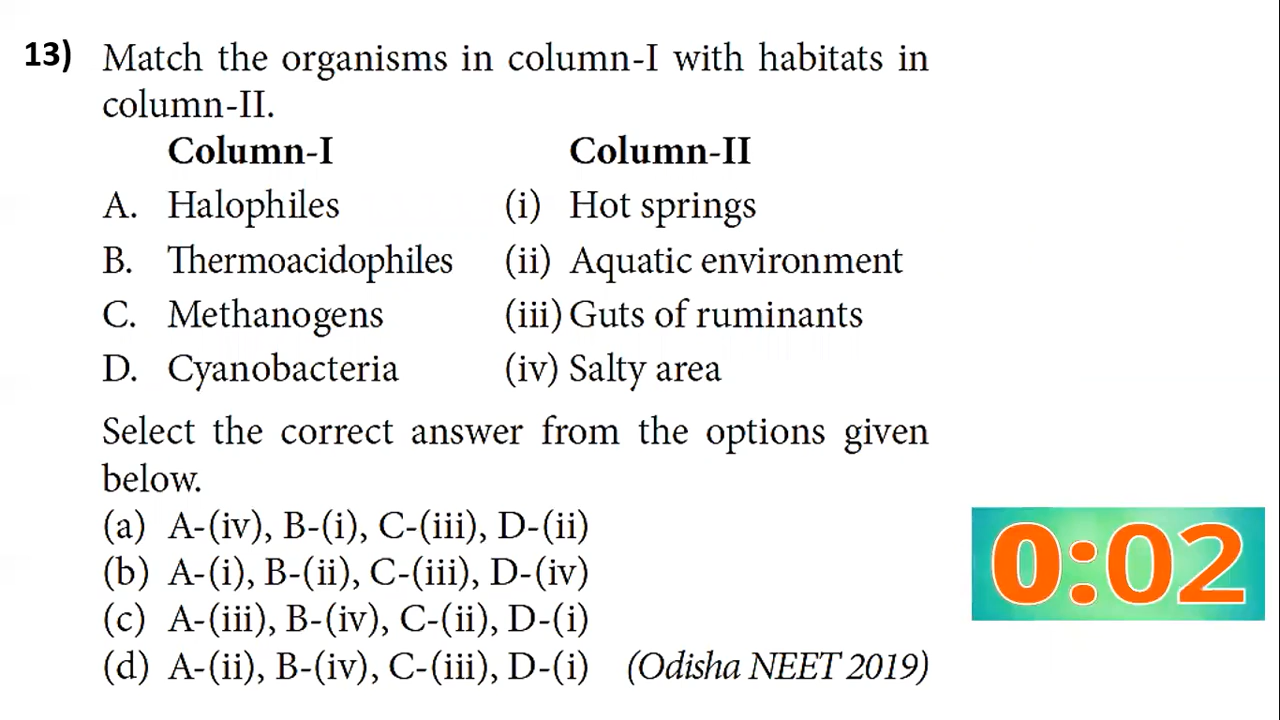 13) Match the organisms in column-I with habitats in
column-II.
Column-I Column-II
A. Halophiles (i) Hot springs
B. Thermoacidophiles (ii) Aquatic environment
C. Methanogens (iii) Guts of ruminants
D. Cyanobacteria (iv) Salty area
Select the correct answer from the options given
below.
(a) A-(iv), B-(i), C-(iii), D-(ii)
(b) A-(i), B-(ii), C-(iii), D-(iv)
(c) A-(iii), B-(iv), C-(ii), D-(i)
(d) A-(ii), B-(iv), C-(iii), D-(i) (Odisha NEET 2019)
0:02